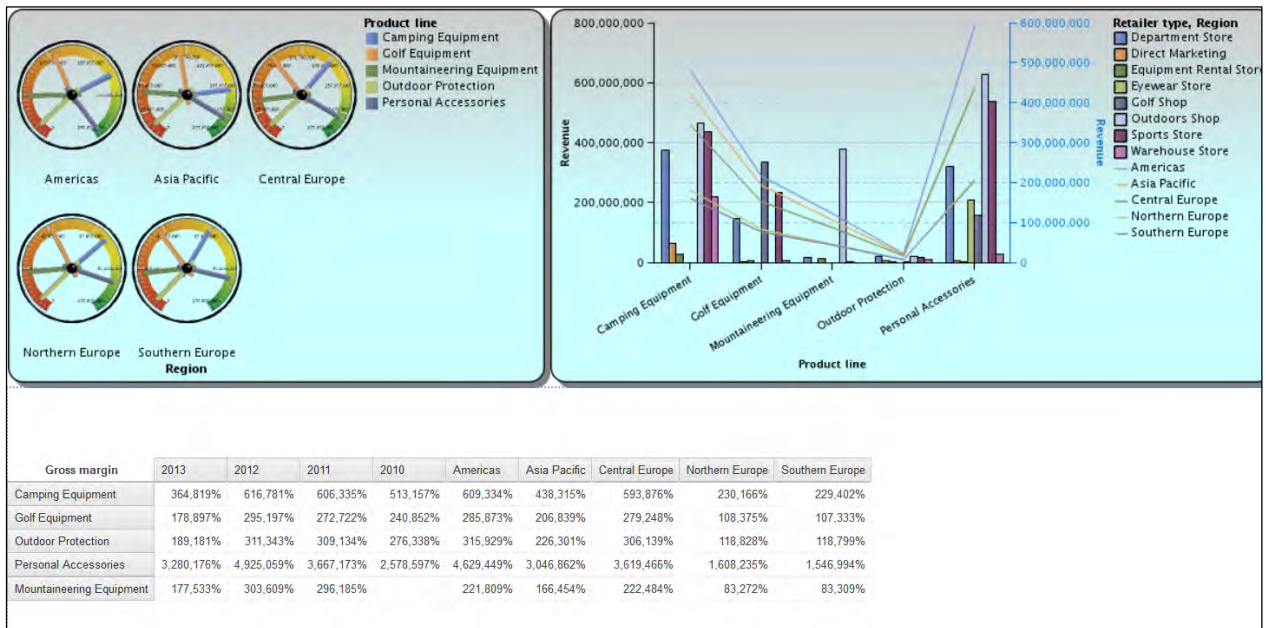 Product line
Camping Equipment
Golf Equipment
Mountaineering Equipment
Outdoor Protection
Personal Accessories
Americas Asia Pacific Central Europe
Northern Europe Southern Europe
Region
800,000,000
600,000,000
400,000,000
200,000,000
0
Revenue
600,000,000
500,000,000
400,000,000
300,000,000
200,000,000
100,000,000
0
Revenue
Camping Equipment
Golf Equipment
Mountaineering Equipment
Outdoor Protection
Personal Accessories
Product line
Retailer type, Region
Department Store
Direct Marketing
Equipment Rental Store
Eyewear Store
Golf Shop
Outdoors Shop
Sports Store
Warehouse Store
Americas
Asia Pacific
Central Europe
Northern Europe
Southern Europe
Gross margin 2013 2012 2011 2010 Americas Asia Pacific Central Europe Northern Europe Southern Europe
Camping Equipment 364,819% 616,781% 606,335% 513,157% 609,334% 438,315% 593,876% 230,166% 229,402%
Golf Equipment 178,897% 295,197% 272,722% 240,852% 285,873% 206,839% 279,248% 108,375% 107,333%
Outdoor Protection 189,181% 311,343% 309,134% 276,338% 315,929% 226,301% 306,139% 118,828% 118,799%
Personal Accessories 3,280,176% 4,925,059% 3,667,173% 2,578,597% 4,629,449% 3,046,862% 3,619,466% 1,608,235% 1,546,994%
Mountaineering Equipment 177,533% 303,609% 296,185% 221,809% 166,454% 222,484% 83,272% 83,309%